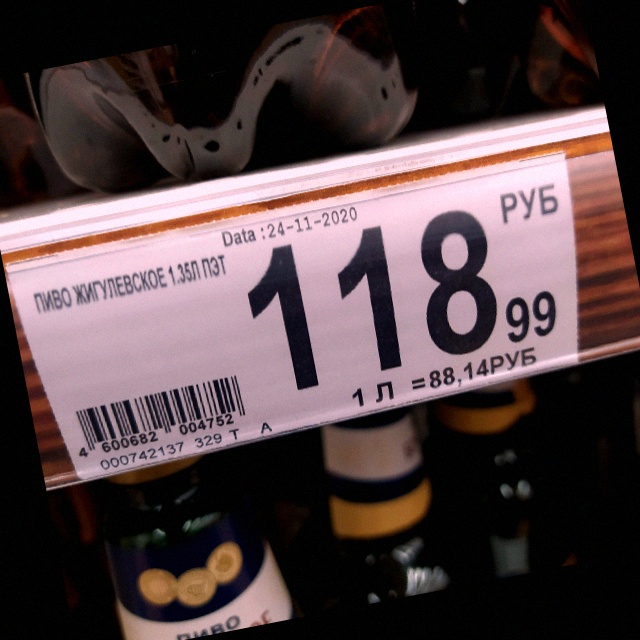 Data :24-11-2020
РУБ
ПИВО ЖИГУЛЕВСКОЕ 1.35Л ПЭТ
118 99
1 Л =88,14РУБ
4 600682 004752
000742137 329 Т А
ПИВО